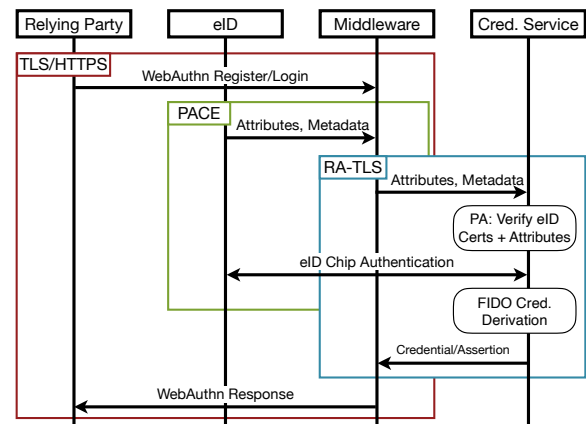 Relying Party
eID
Middleware
Cred. Service
TLS/HTTPS
WebAuthn Register/Login
PACE
Attributes, Metadata
RA-TLS
Attributes, Metadata
PA: Verify eID
Certs + Attributes
eID Chip Authentication
FIDO Cred.
Derivation
Credential/Assertion
WebAuthn Response